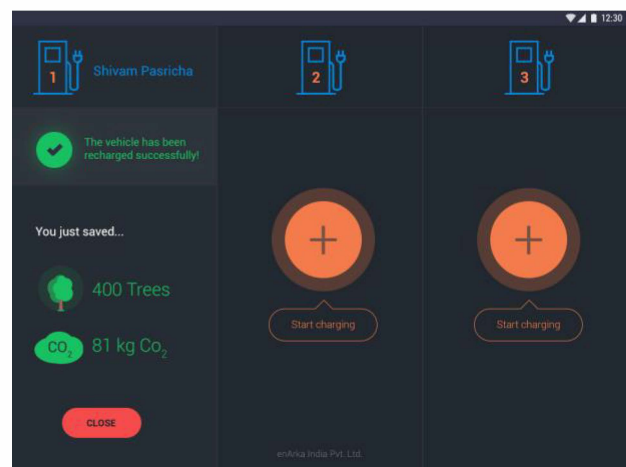 12:30
1
Shivam Pasricha
2
3
The vehicle has been
recharged successfully!
You just saved...
400 Trees
CO2
81 kg Co2
CLOSE
Start charging
Start charging
enArka India Pvt. Ltd.